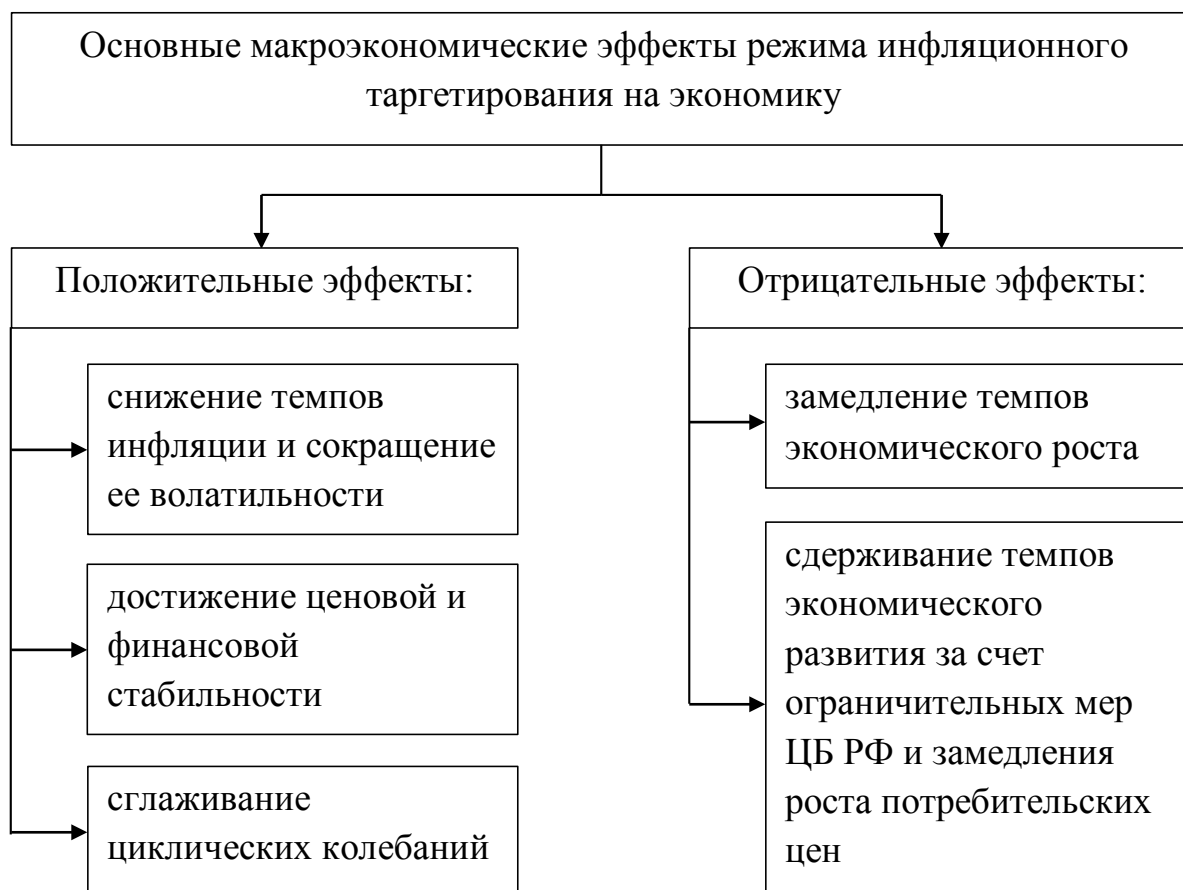 Основные макроэкономические эффекты режима инфляционного
таргетирования на экономику
Положительные эффекты:
снижение темпов
инфляции и сокращение
ее волатильности
достижение ценовой и
финансовой
стабильности
сглаживание
циклических колебаний
Отрицательные эффекты:
замедление темпов
экономического роста
сдерживание темпов
экономического
развития за счет
ограничительных мер
ЦБ РФ и замедления
роста потребительских
цен